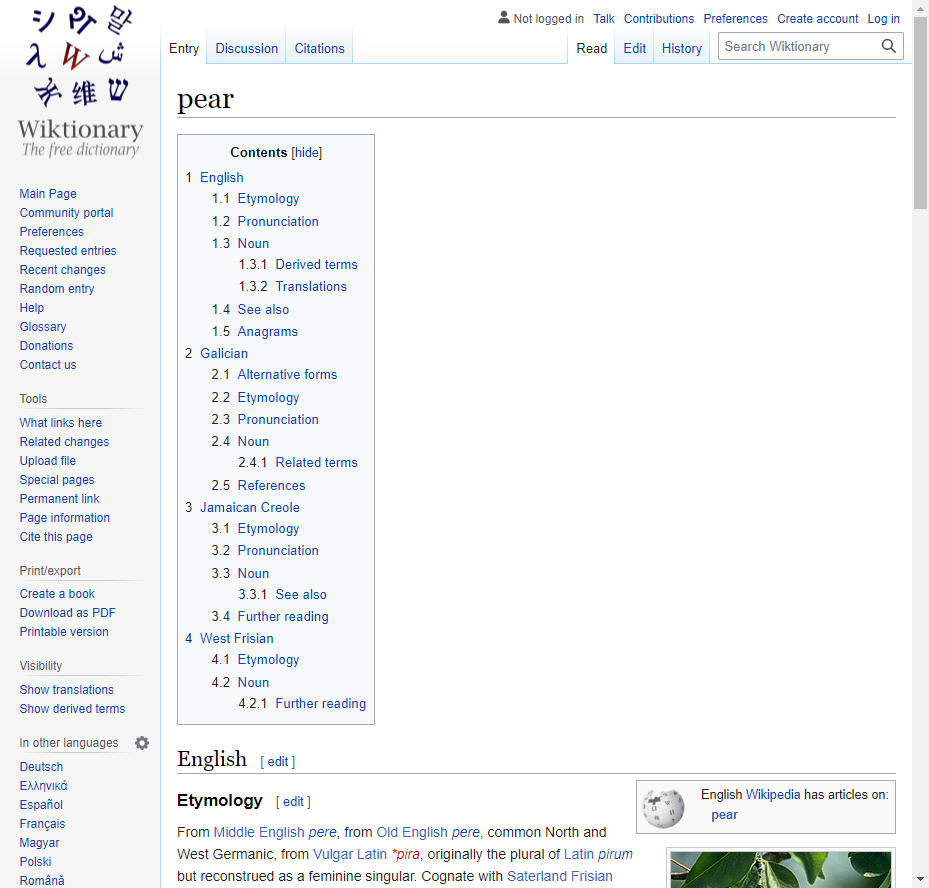 シ 말
λ W ش
维 ש
Wiktionary
The free dictionary
Main Page
Community portal
Preferences
Requested entries
Recent changes
Random entry
Help
Glossary
Donations
Contact us
Tools
What links here
Related changes
Upload file
Special pages
Permanent link
Page information
Cite this page
Print/export
Create a book
Download as PDF
Printable version
Visibility
Show translations
Show derived terms
In other languages
Deutsch
Ελληνικά
Español
Français
Magyar
Polski
Română
Not logged in Talk Contributions Preferences Create account Log in
Entry Discussion Citations Read Edit History Search Wiktionary
pear
Contents [hide]
1 English
1.1 Etymology
1.2 Pronunciation
1.3 Noun
1.3.1 Derived terms
1.3.2 Translations
1.4 See also
1.5 Anagrams
2 Galician
2.1 Alternative forms
2.2 Etymology
2.3 Pronunciation
2.4 Noun
2.4.1 Related terms
2.5 References
3 Jamaican Creole
3.1 Etymology
3.2 Pronunciation
3.3 Noun
3.3.1 See also
3.4 Further reading
4 West Frisian
4.1 Etymology
4.2 Noun
4.2.1 Further reading
English [ edit ]
Etymology [ edit ]
From Middle English pere, from Old English pere, common North and
West Germanic, from Vulgar Latin *pira, originally the plural of Latin pirum
but reconstrued as a feminine singular. Cognate with Saterland Frisian
English Wikipedia has articles on:
pear